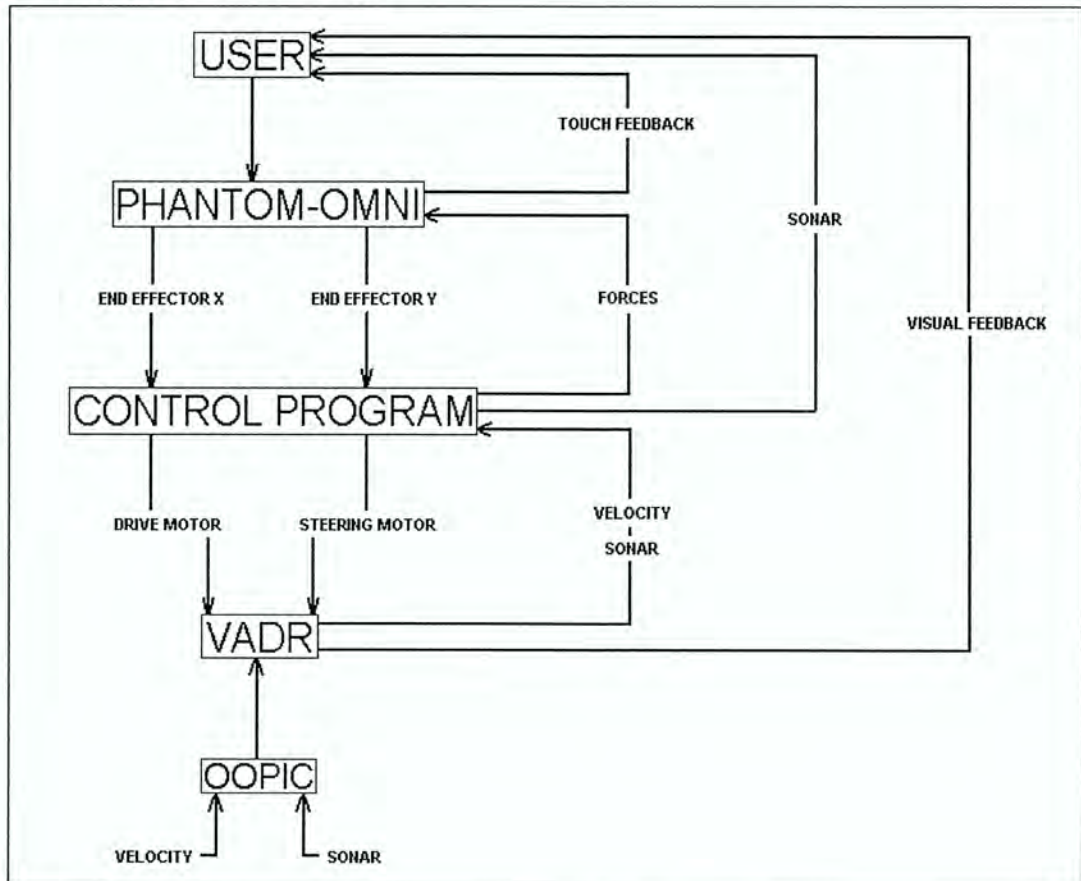 USER
TOUCH FEEDBACK
PHANTOM-OMNI
SONAR
END EFFECTOR X
END EFFECTOR Y
FORCES
VISUAL FEEDBACK
CONTROL PROGRAM
DRIVE MOTOR
STEERING MOTOR
VELOCITY
SONAR
VADR
OOPIC
VELOCITY
SONAR